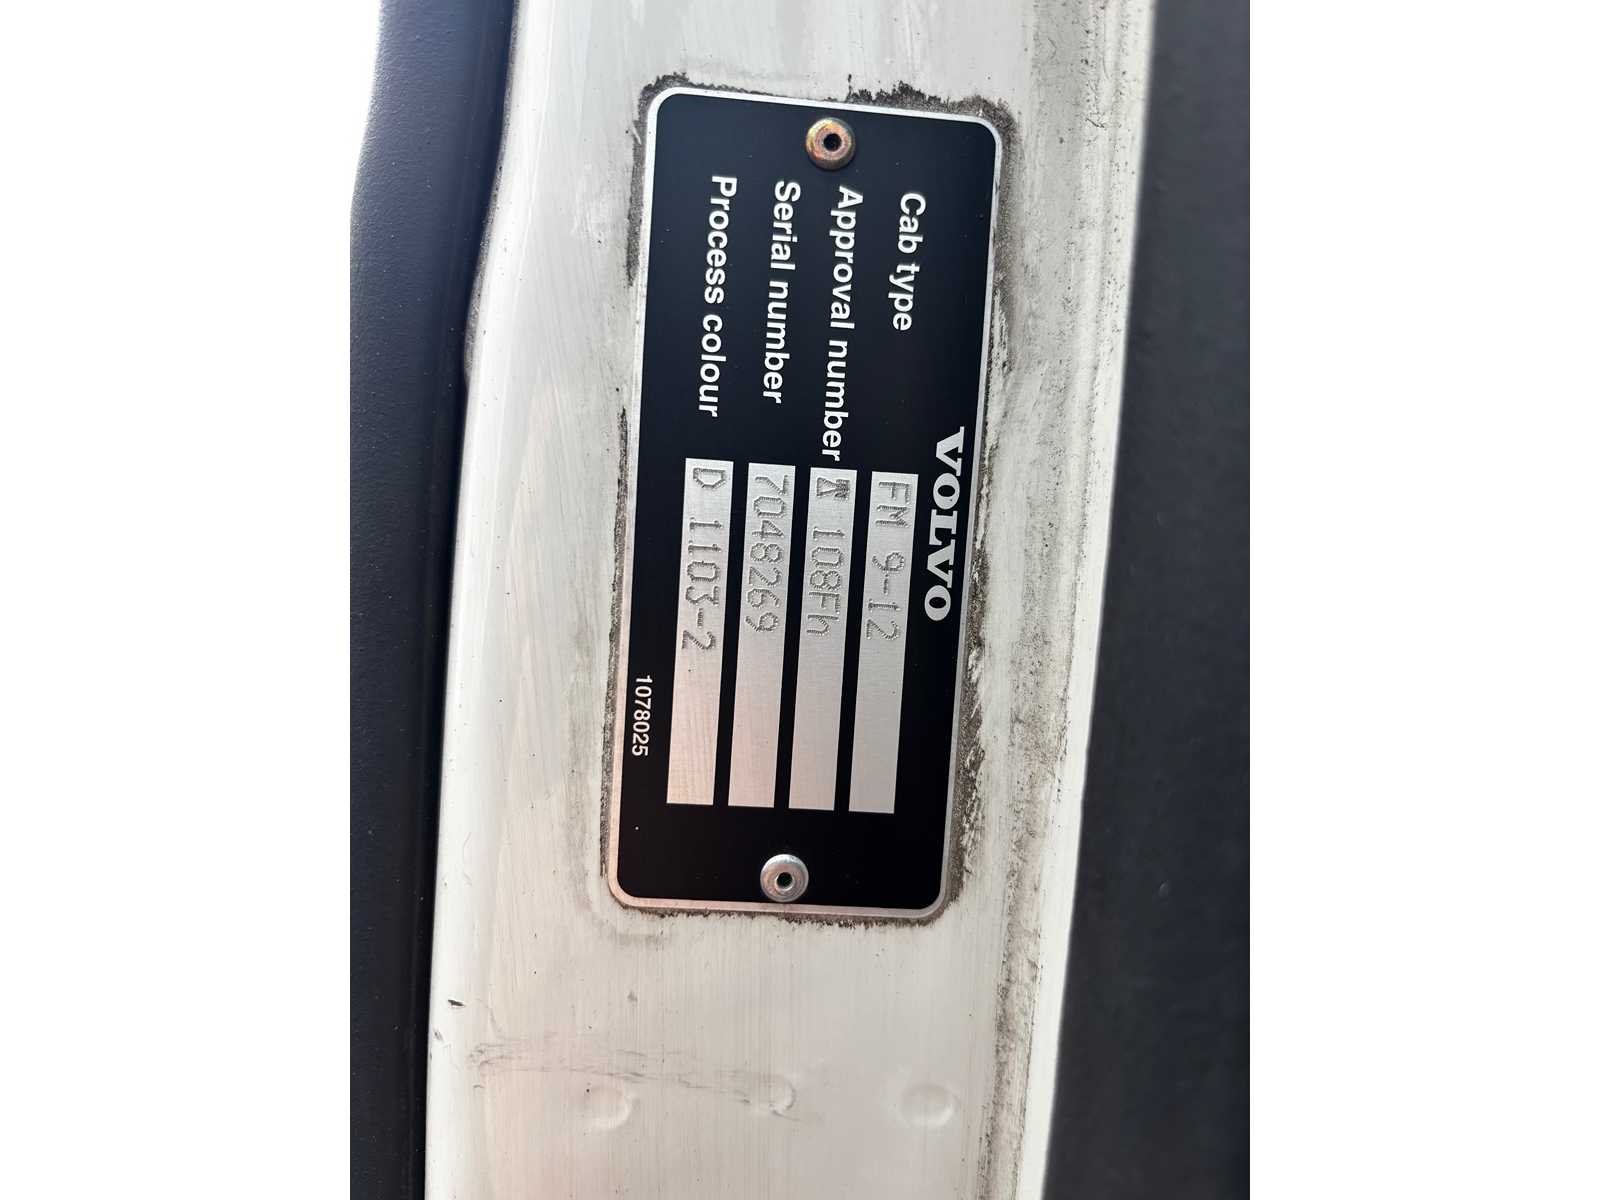 VOLVO
Cab type FM 9-12
Approval number 108Fh
Serial number 7048269
Process colour D 1103-2
1078025